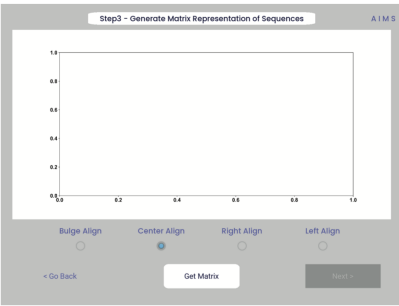 Step3 - Generate Matrix Representation of Sequences
A I M S
1.0
0.8
0.6
0.4
0.2
0.0
0.0 0.2 0.4 0.6 0.8 1.0
Bulge Align Center Align Right Align Left Align
< Go Back Get Matrix Next >